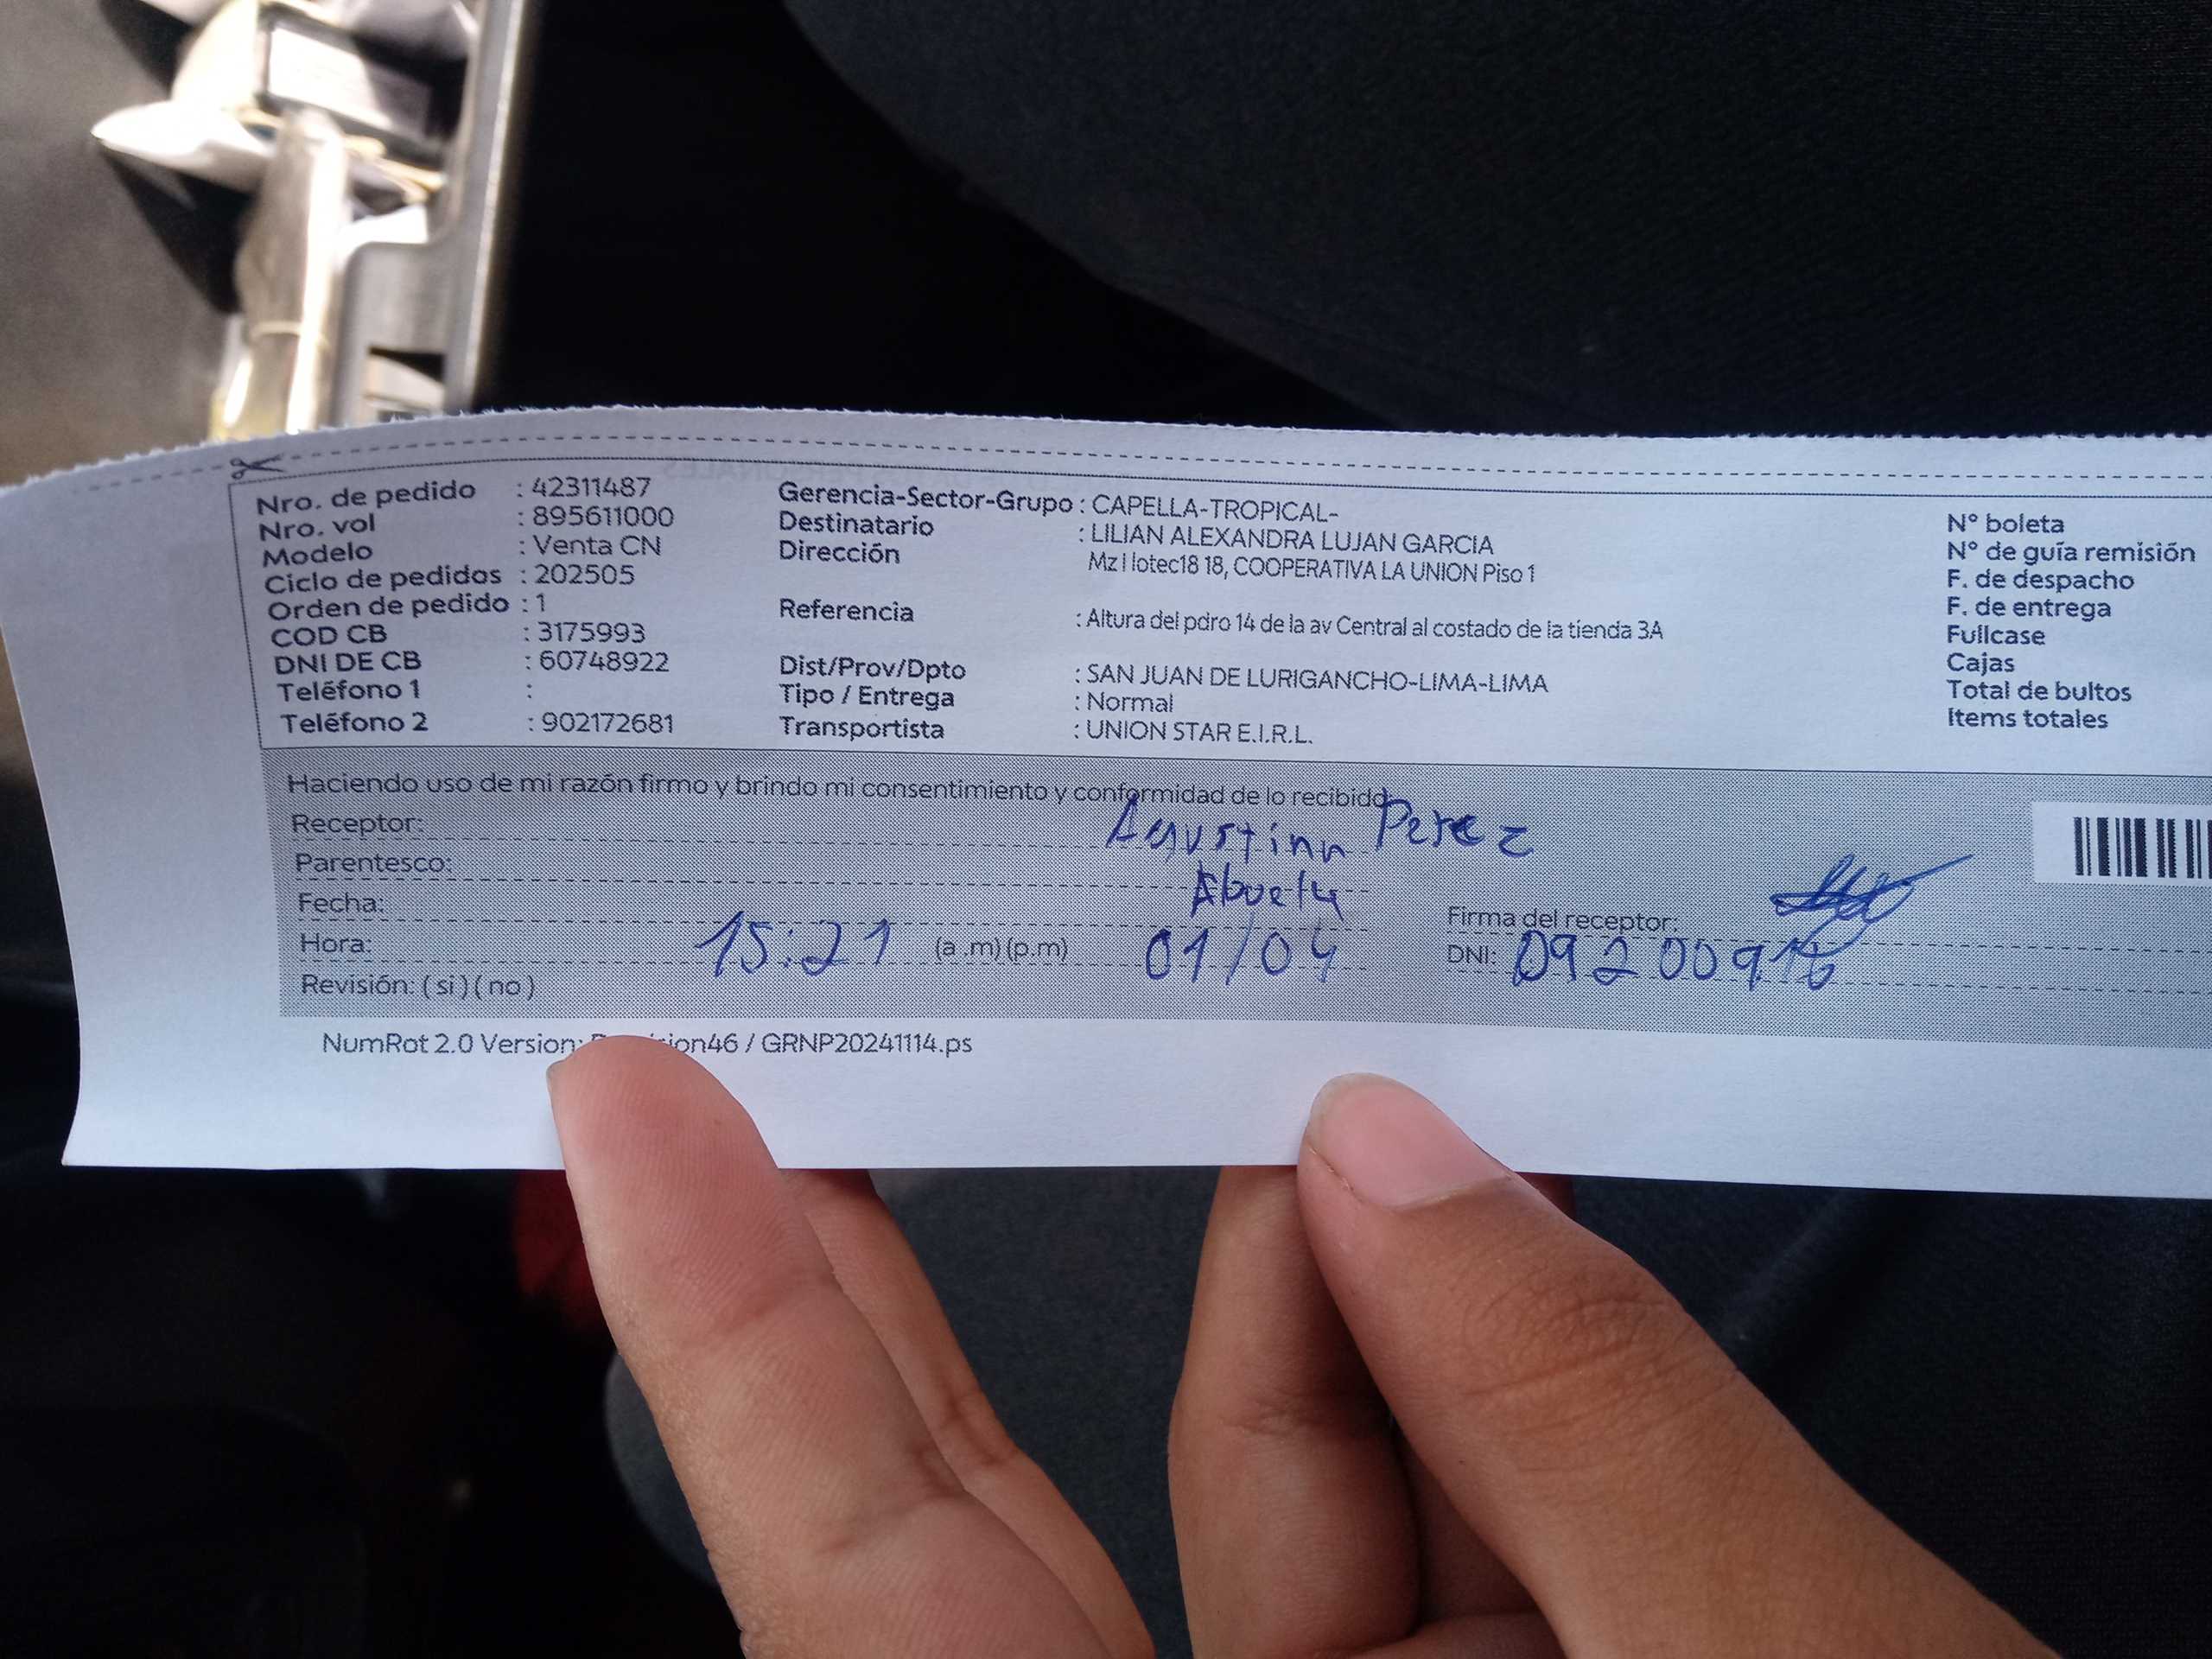 Nro. de pedido : 42311487
Nro. vol : 895611000
Modelo : Venta CN
Ciclo de pedidos : 202505
Orden de pedido : 1
COD CB : 3175993
DNI DE CB : 60748922
Teléfono 1 :
Teléfono 2 : 902172681
Gerencia-Sector-Grupo : CAPELLA-TROPICAL-
Destinatario : LILIAN ALEXANDRA LUJAN GARCIA
Dirección Mz I lotec18 18, COOPERATIVA LA UNION Piso 1
Referencia : Altura del pdro 14 de la av Central al costado de la tienda 3A
Dist/Prov/Dpto : SAN JUAN DE LURIGANCHO-LIMA-LIMA
Tipo / Entrega : Normal
Transportista : UNION STAR E.I.R.L.
N° boleta
N° de guía remisión
F. de despacho
F. de entrega
Fullcase
Cajas
Total de bultos
Items totales
Haciendo uso de mi razón firmo y brindo mi consentimiento y conformidad de lo recibido
Receptor: Agustina Perez
Parentesco: Abuela
Fecha: 01/04
Hora: 15:21 (a .m) (p.m)
Revisión: ( si ) ( no )
Firma del receptor:
DNI:
NumRot 2.0 Version: 46 / GRNP20241114.ps